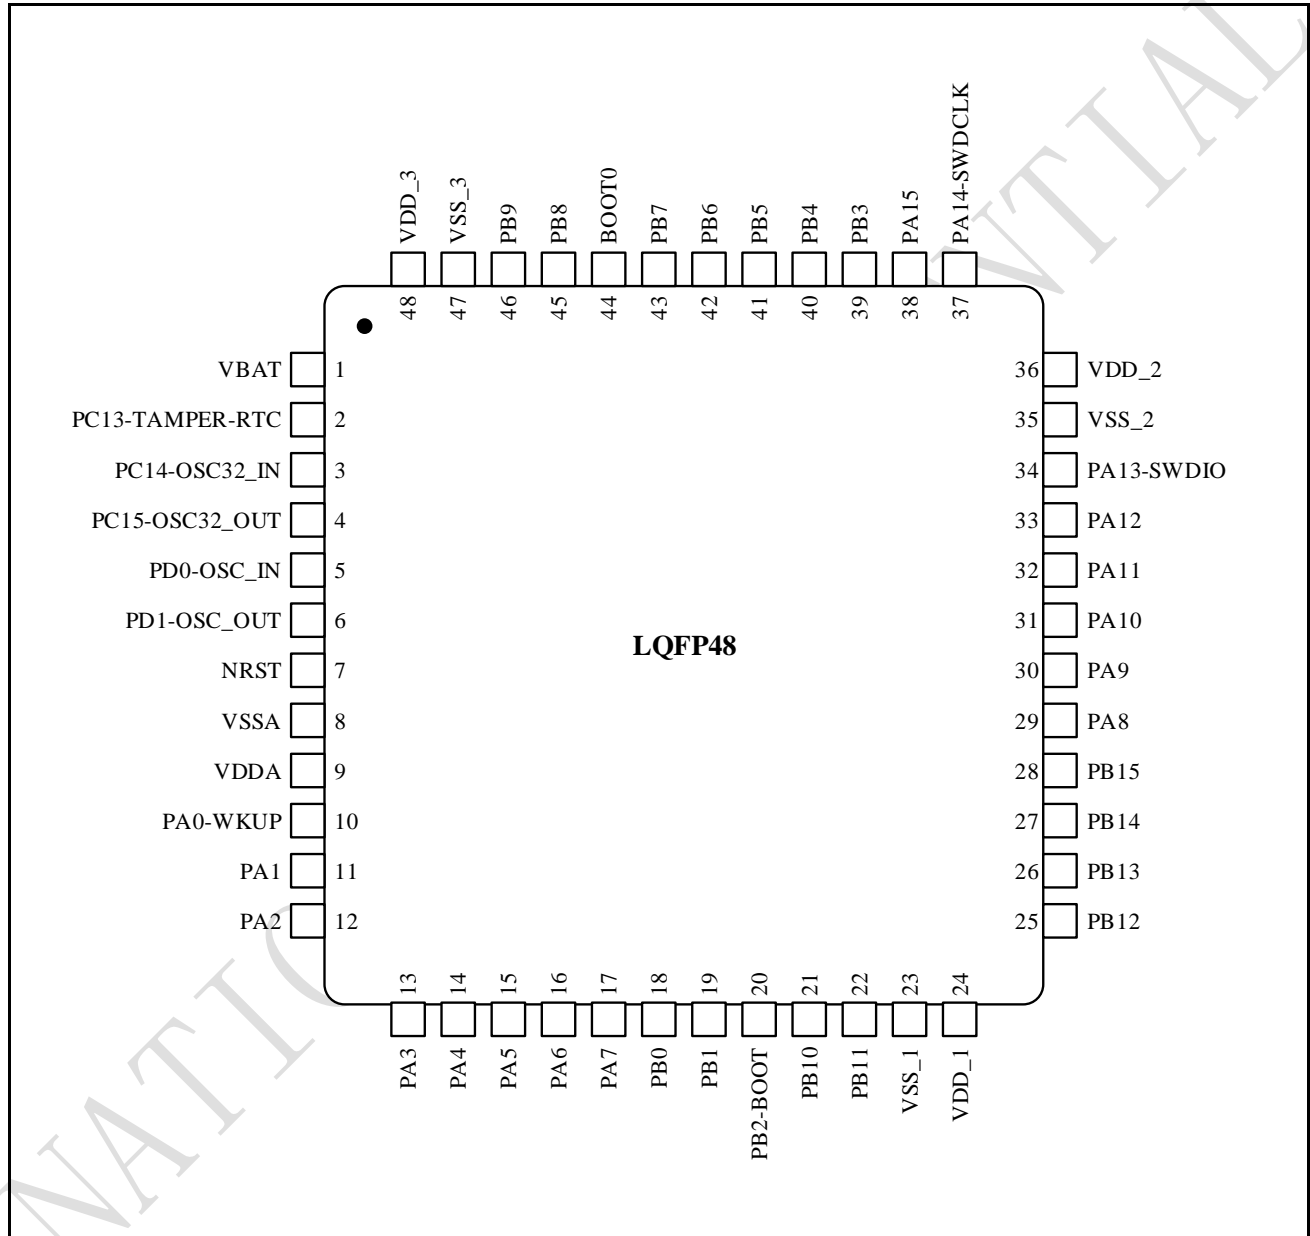 VDD_3
VSS_3
PB9
PB8
BOOT0
PB7
PB6
PB5
PB4
PB3
PA15
PA14-SWDCLK
48
47
46
45
44
43
42
41
40
39
38
37
VBAT 1
PC13-TAMPER-RTC 2
PC14-OSC32_IN 3
PC15-OSC32_OUT 4
PD0-OSC_IN 5
PD1-OSC_OUT 6
NRST 7
VSSA 8
VDDA 9
PA0-WKUP 10
PA1 11
PA2 12
LQFP48
36 VDD_2
35 VSS_2
34 PA13-SWDIO
33 PA12
32 PA11
31 PA10
30 PA9
29 PA8
28 PB15
27 PB14
26 PB13
25 PB12
13
14
15
16
17
18
19
20
21
22
23
24
PA3
PA4
PA5
PA6
PA7
PB0
PB1
PB2-BOOT
PB10
PB11
VSS_1
VDD_1